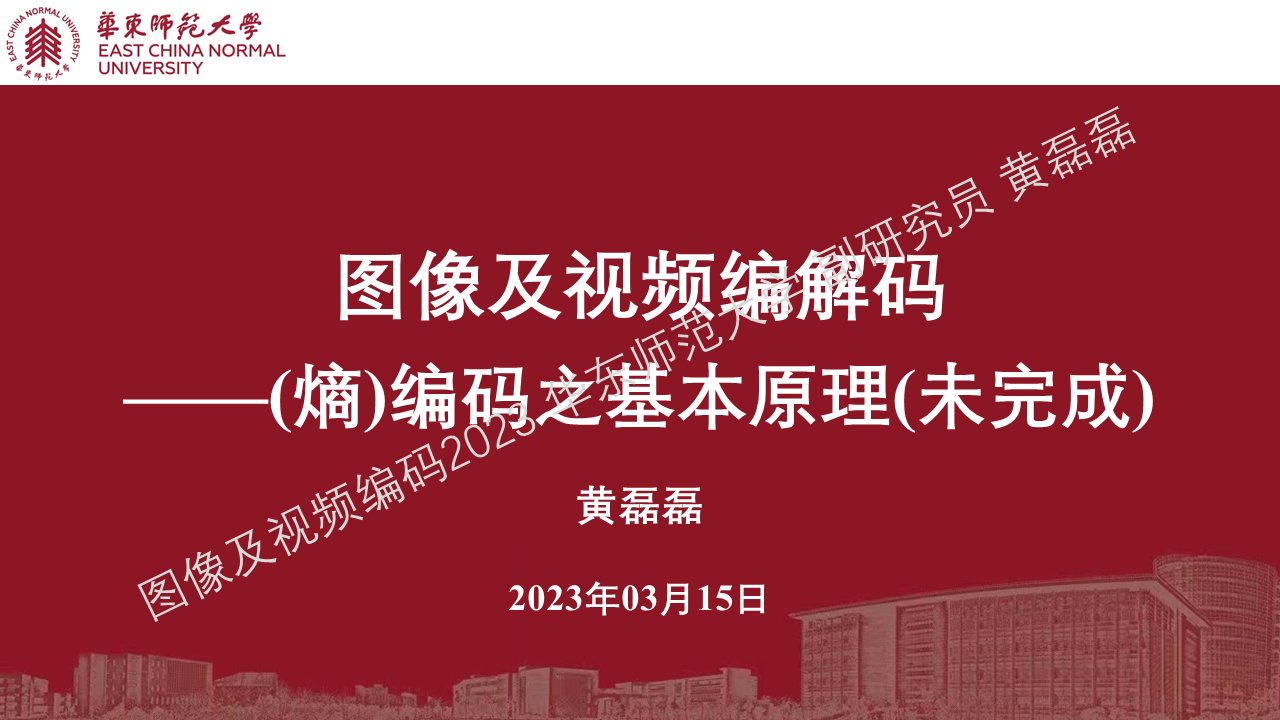 EAST CHINA NORMAL UNIVERSITY
華東師范大學
華東師范大學
EAST CHINA NORMAL
UNIVERSITY
图像及视频编解码
——(熵)编码之基本原理(未完成)
黄磊磊
2023年03月15日
图像及视频编码2023 华东师范大学 副研究员 黄磊磊